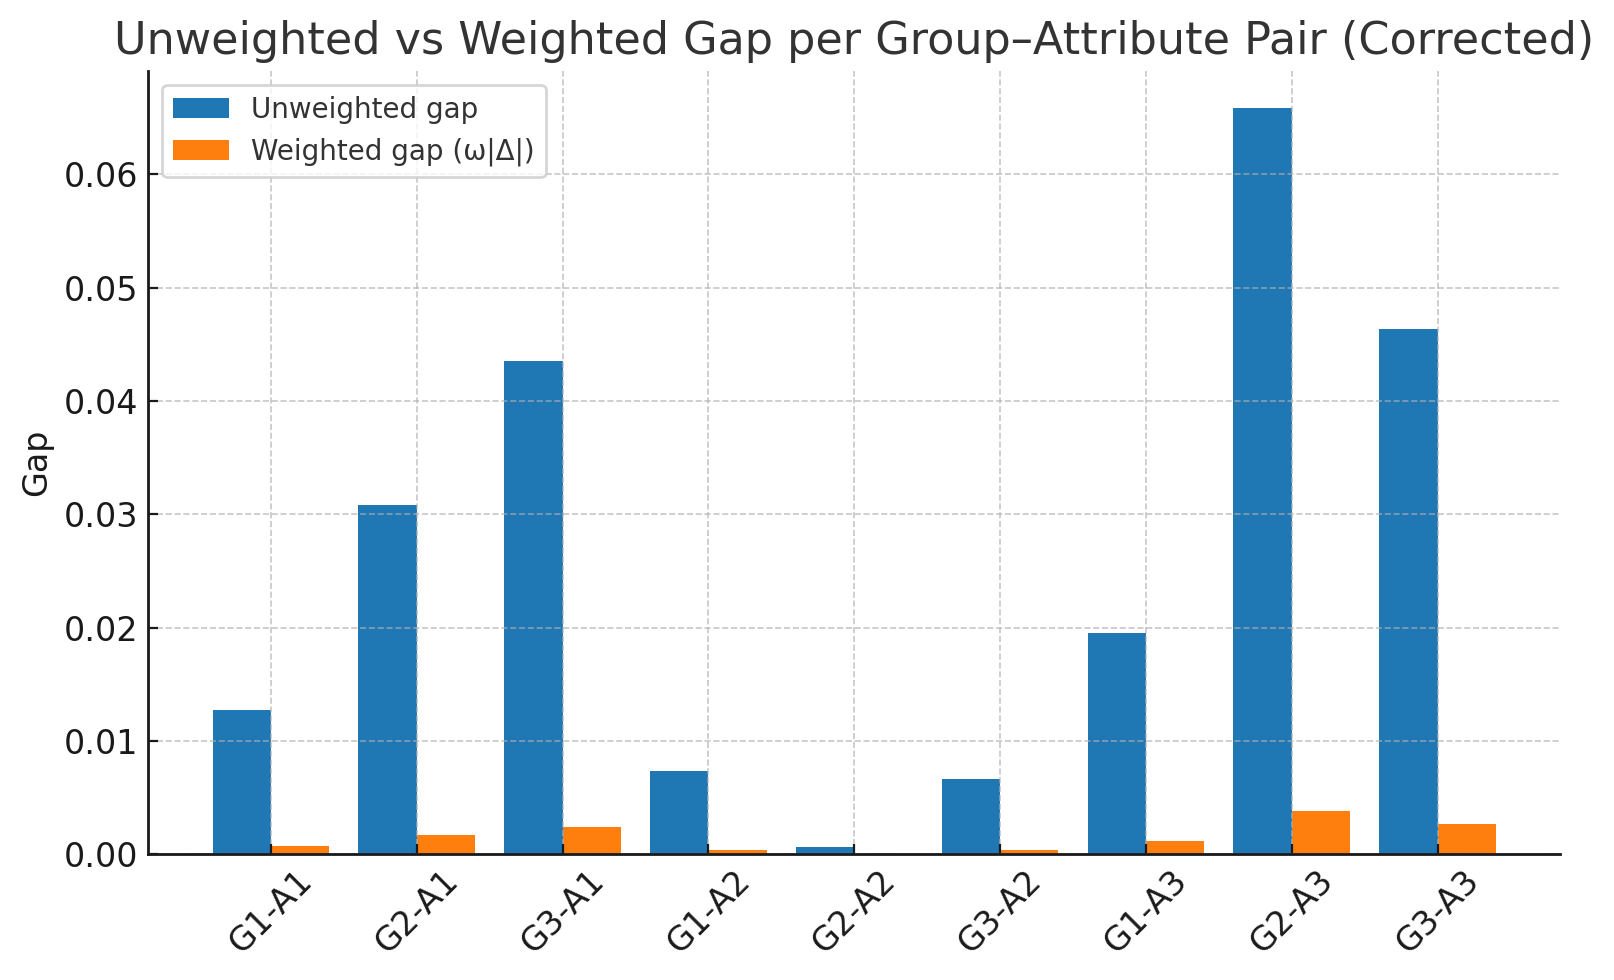 Unweighted vs Weighted Gap per Group–Attribute Pair (Corrected)
Unweighted gap
Weighted gap (ω|Δ|)
0.06
0.05
0.04
0.03
0.02
0.01
0.00
Gap
G1-A1
G2-A1
G3-A1
G1-A2
G2-A2
G3-A2
G1-A3
G2-A3
G3-A3